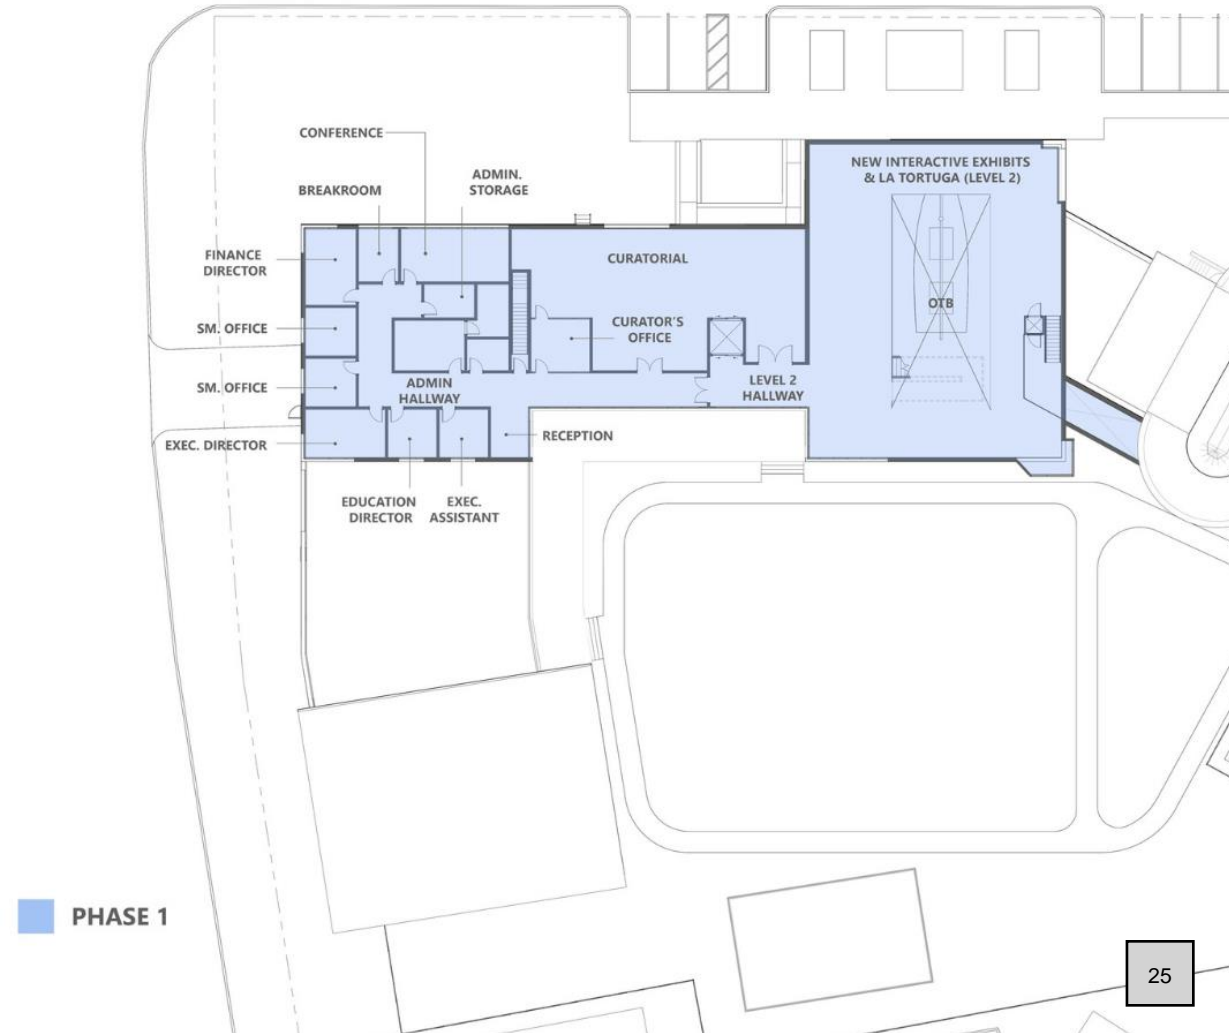 CONFERENCE
BREAKROOM
ADMIN.
STORAGE
NEW INTERACTIVE EXHIBITS
& LA TORTUGA (LEVEL 2)
FINANCE
DIRECTOR
CURATORIAL
OTB
SM. OFFICE
CURATOR'S
OFFICE
SM. OFFICE
ADMIN
HALLWAY
LEVEL 2
HALLWAY
EXEC. DIRECTOR
RECEPTION
EDUCATION
DIRECTOR
EXEC.
ASSISTANT
PHASE 1
25